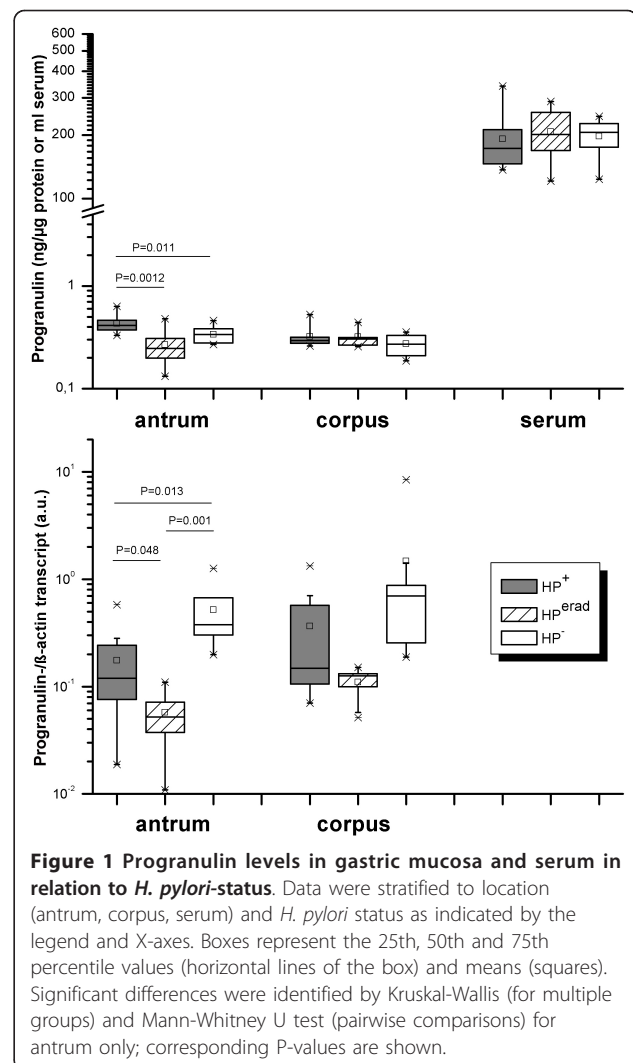 Progranulin (ng/µg protein or ml serum)
600
500
400
300
200
100
1
0,1
P=0.011
P=0.0012
antrum
corpus
serum
Progranulin-/ß-actin transcript (a.u.)
10¹
10⁰
10⁻¹
10⁻²
P=0.013
P=0.001
P=0.048
HP⁺
HPᵉʳᵃᵈ
HP⁻
antrum
corpus
Figure 1 Progranulin levels in gastric mucosa and serum in
relation to H. pylori-status. Data were stratified to location
(antrum, corpus, serum) and H. pylori status as indicated by the
legend and X-axes. Boxes represent the 25th, 50th and 75th
percentile values (horizontal lines of the box) and means (squares).
Significant differences were identified by Kruskal-Wallis (for multiple
groups) and Mann-Whitney U test (pairwise comparisons) for
antrum only; corresponding P-values are shown.